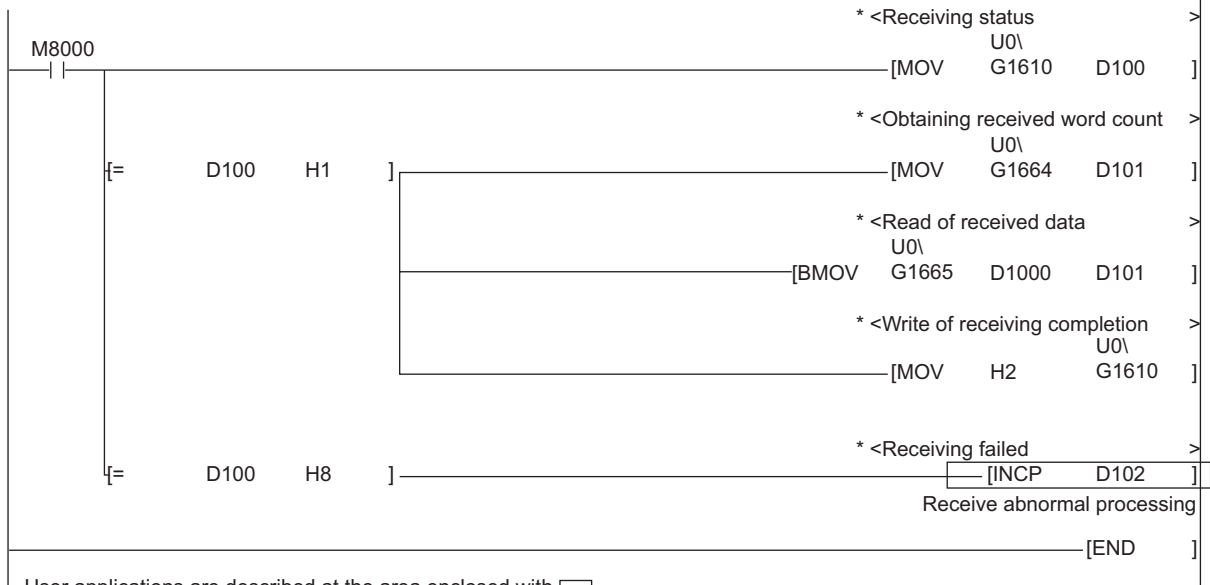 * <Receiving status >
U0\
M8000
[MOV G1610 D100 ]
* <Obtaining received word count >
U0\
[= D100 H1 ] [MOV G1664 D101 ]
* <Read of received data >
U0\
[BMOV G1665 D1000 D101 ]
* <Write of receiving completion >
U0\
[MOV H2 G1610 ]
* <Receiving failed >
[= D100 H8 ] [INCP D102 ]
Receive abnormal processing
[END ]
User applications are described at the area enclosed with